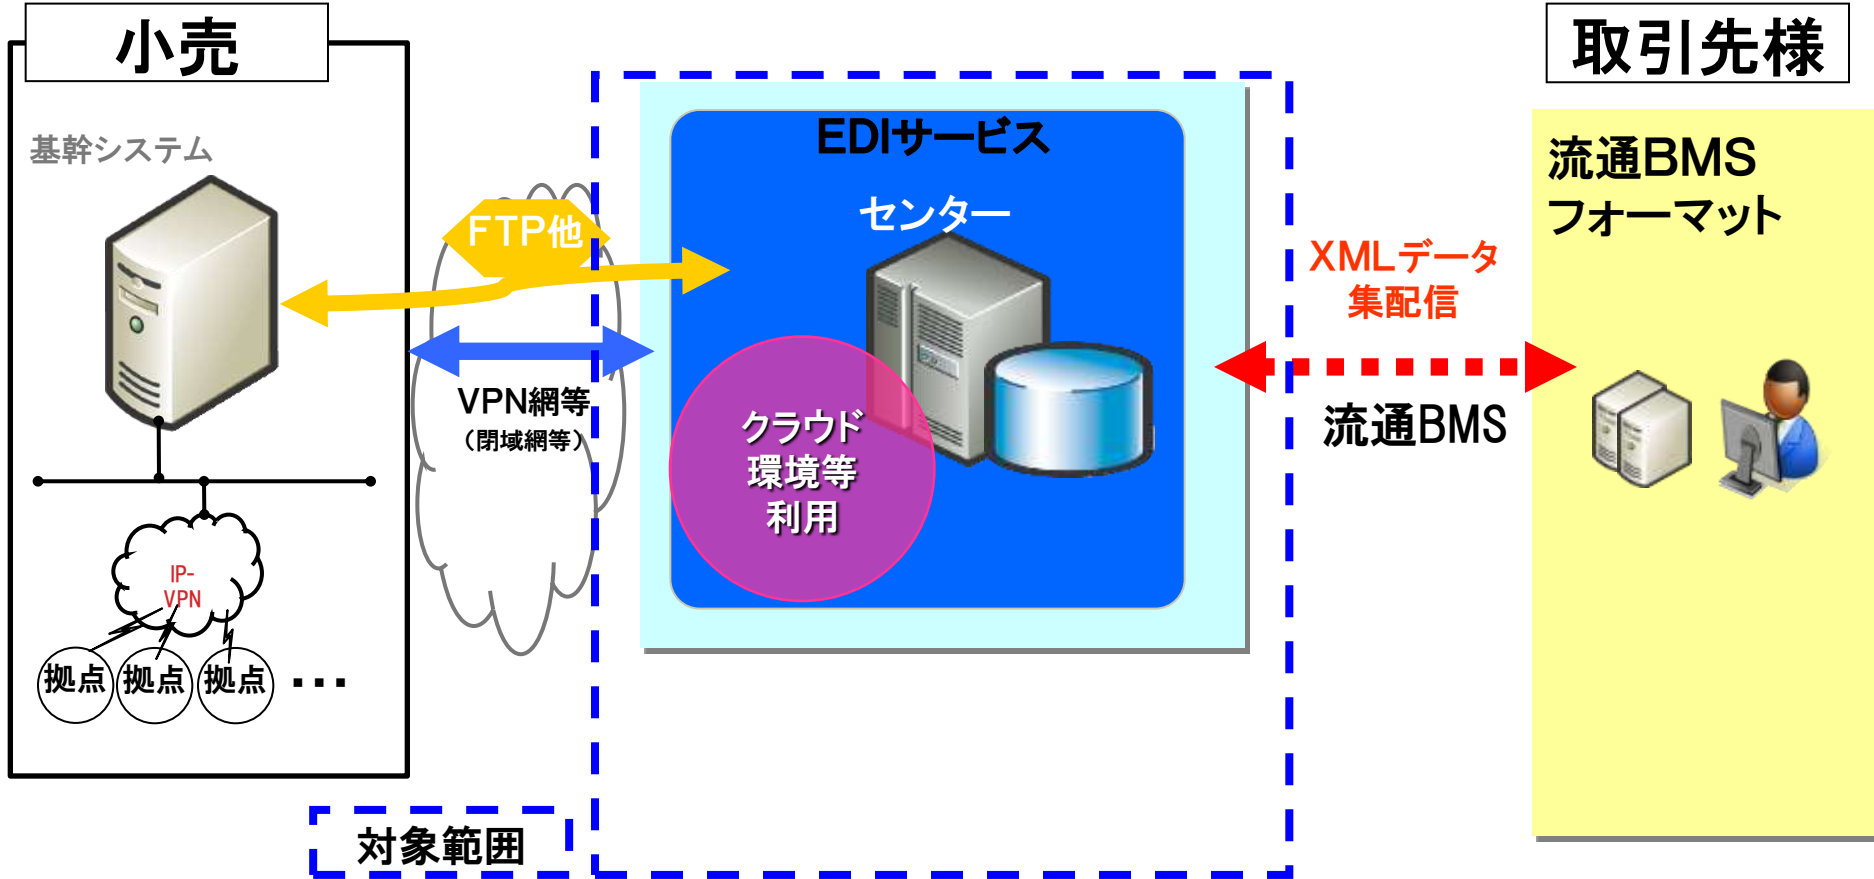 小売
基幹システム
IP-
VPN
拠点
拠点
拠点
・・・
FTP他
VPN網等
（閉域網等）
EDIサービス
センター
クラウド
環境等
利用
対象範囲
XMLデータ
集配信
流通BMS
取引先様
流通BMS
フォーマット